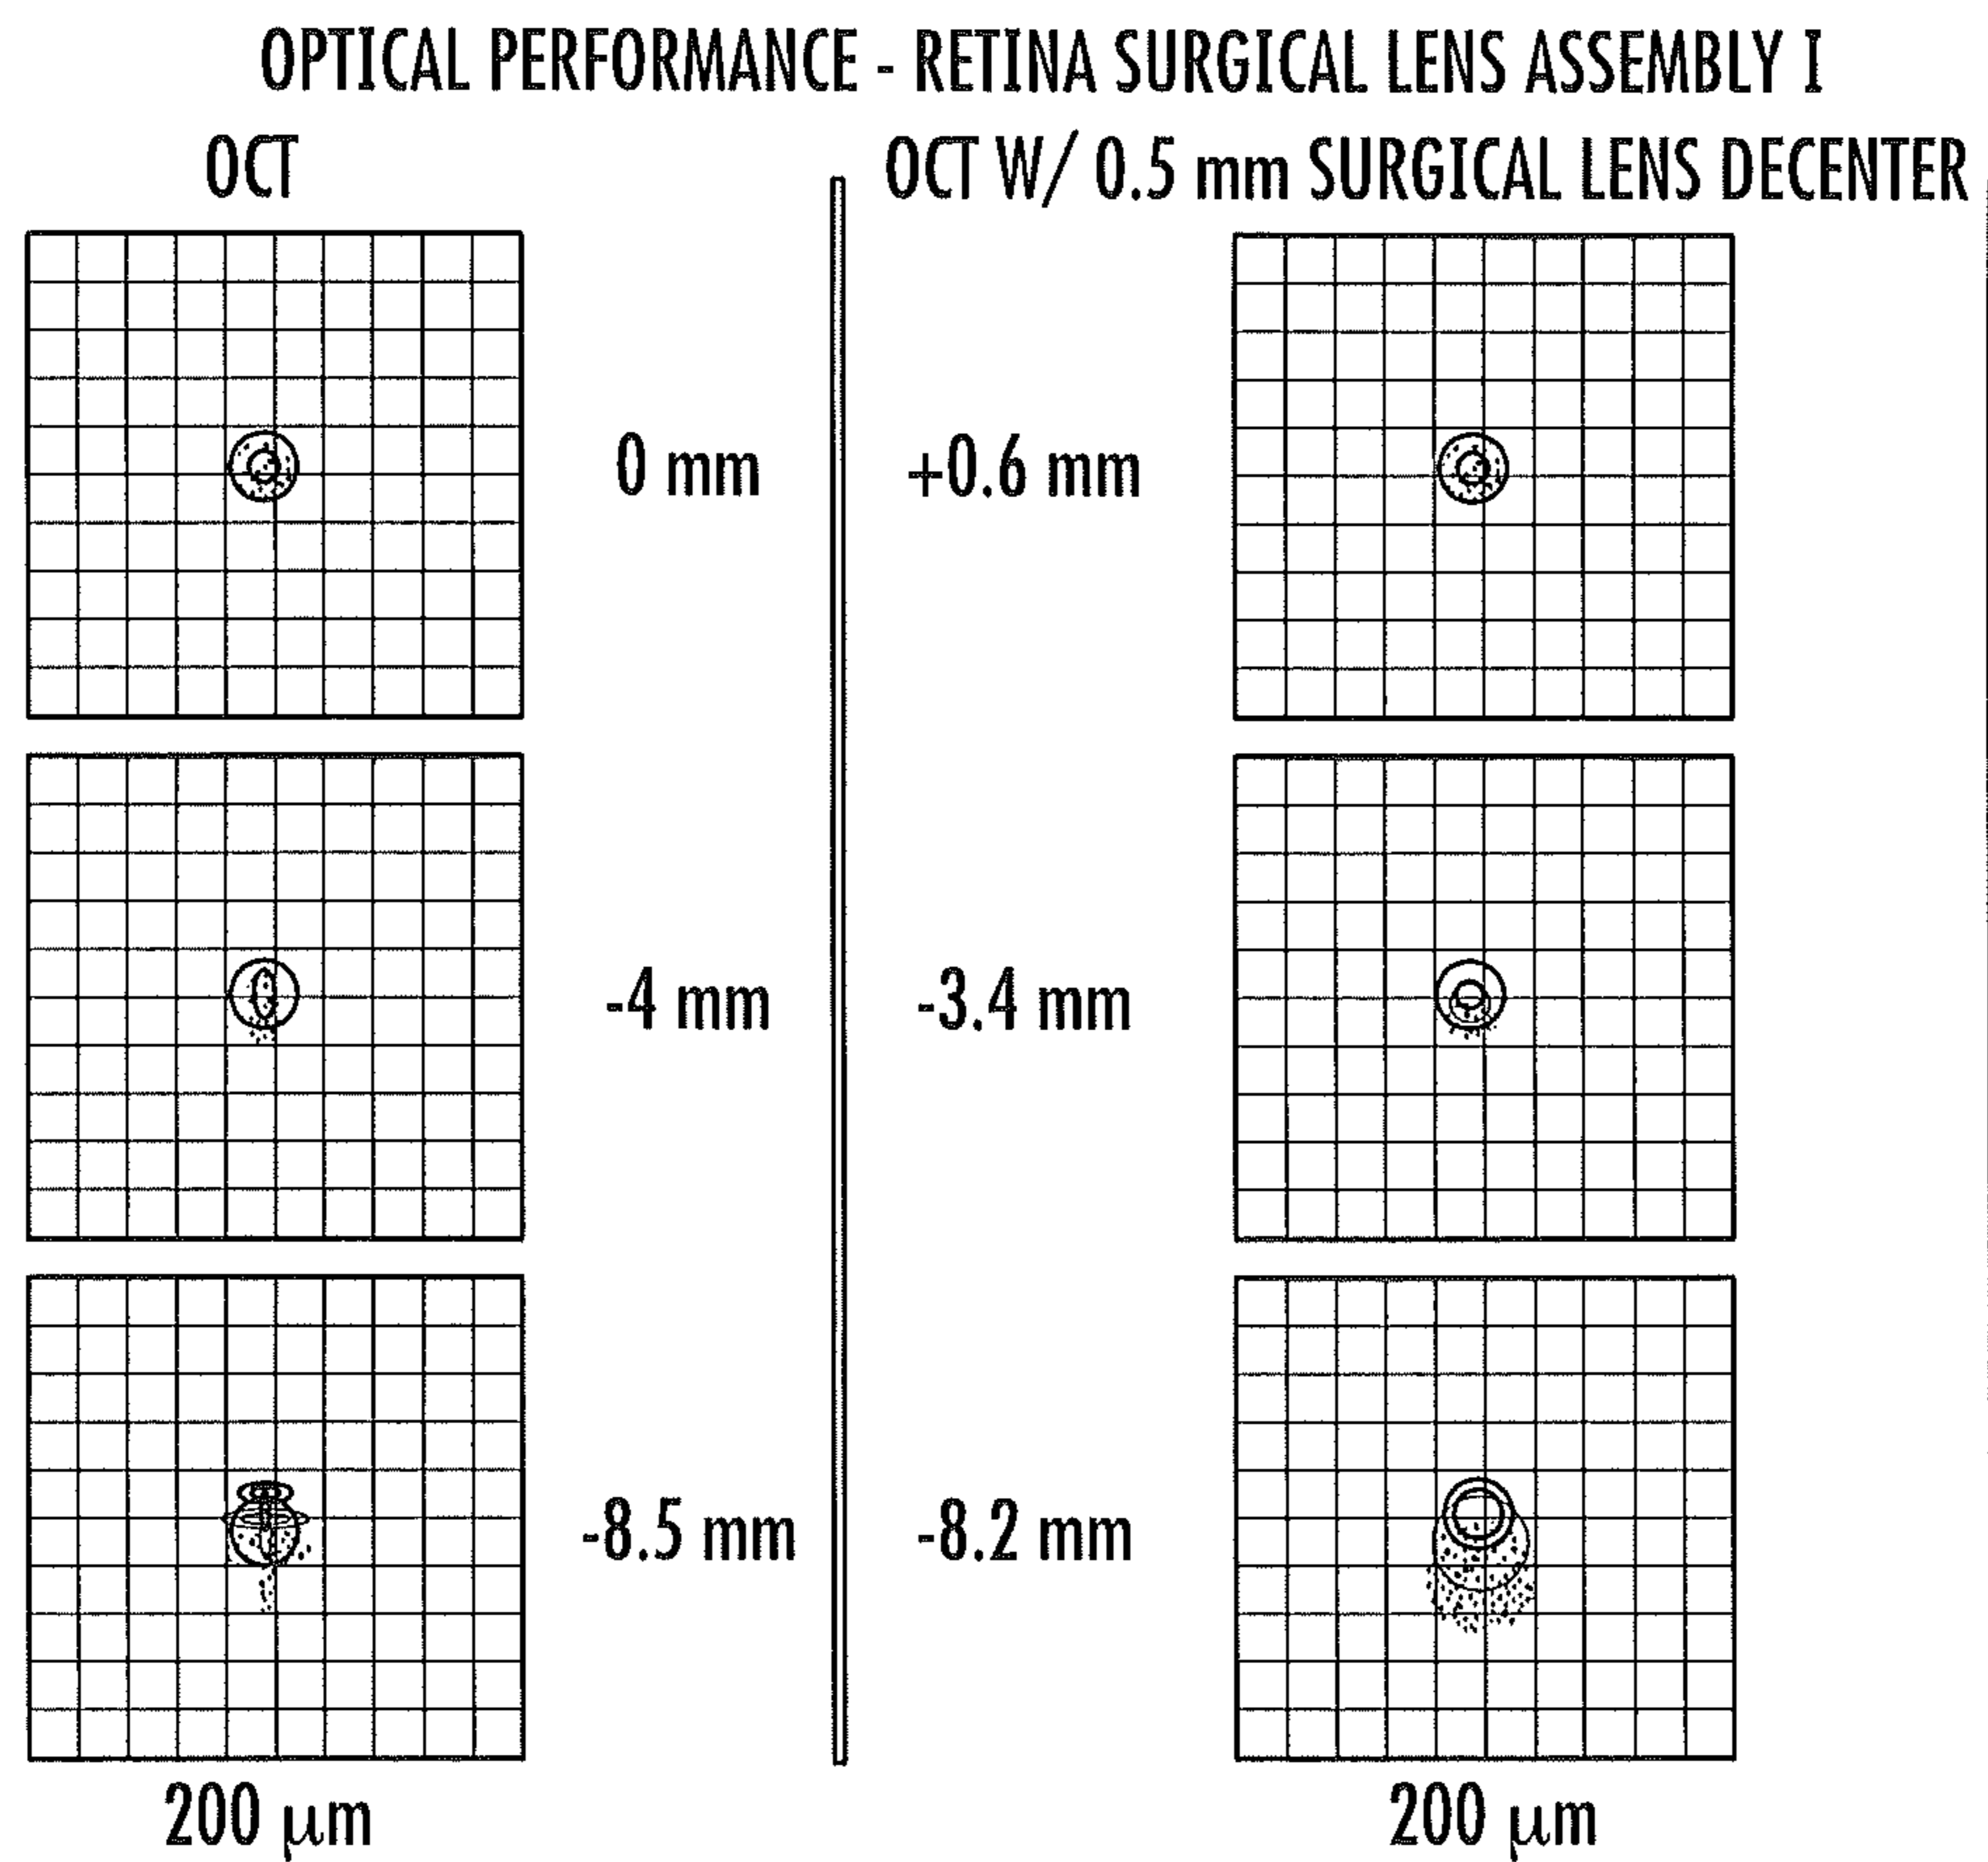 OPTICAL PERFORMANCE - RETINA SURGICAL LENS ASSEMBLY I
OCT
OCT W/ 0.5 mm SURGICAL LENS DECENTER
0 mm
+0.6 mm
-4 mm
-3.4 mm
-8.5 mm
-8.2 mm
200 µm
200 µm